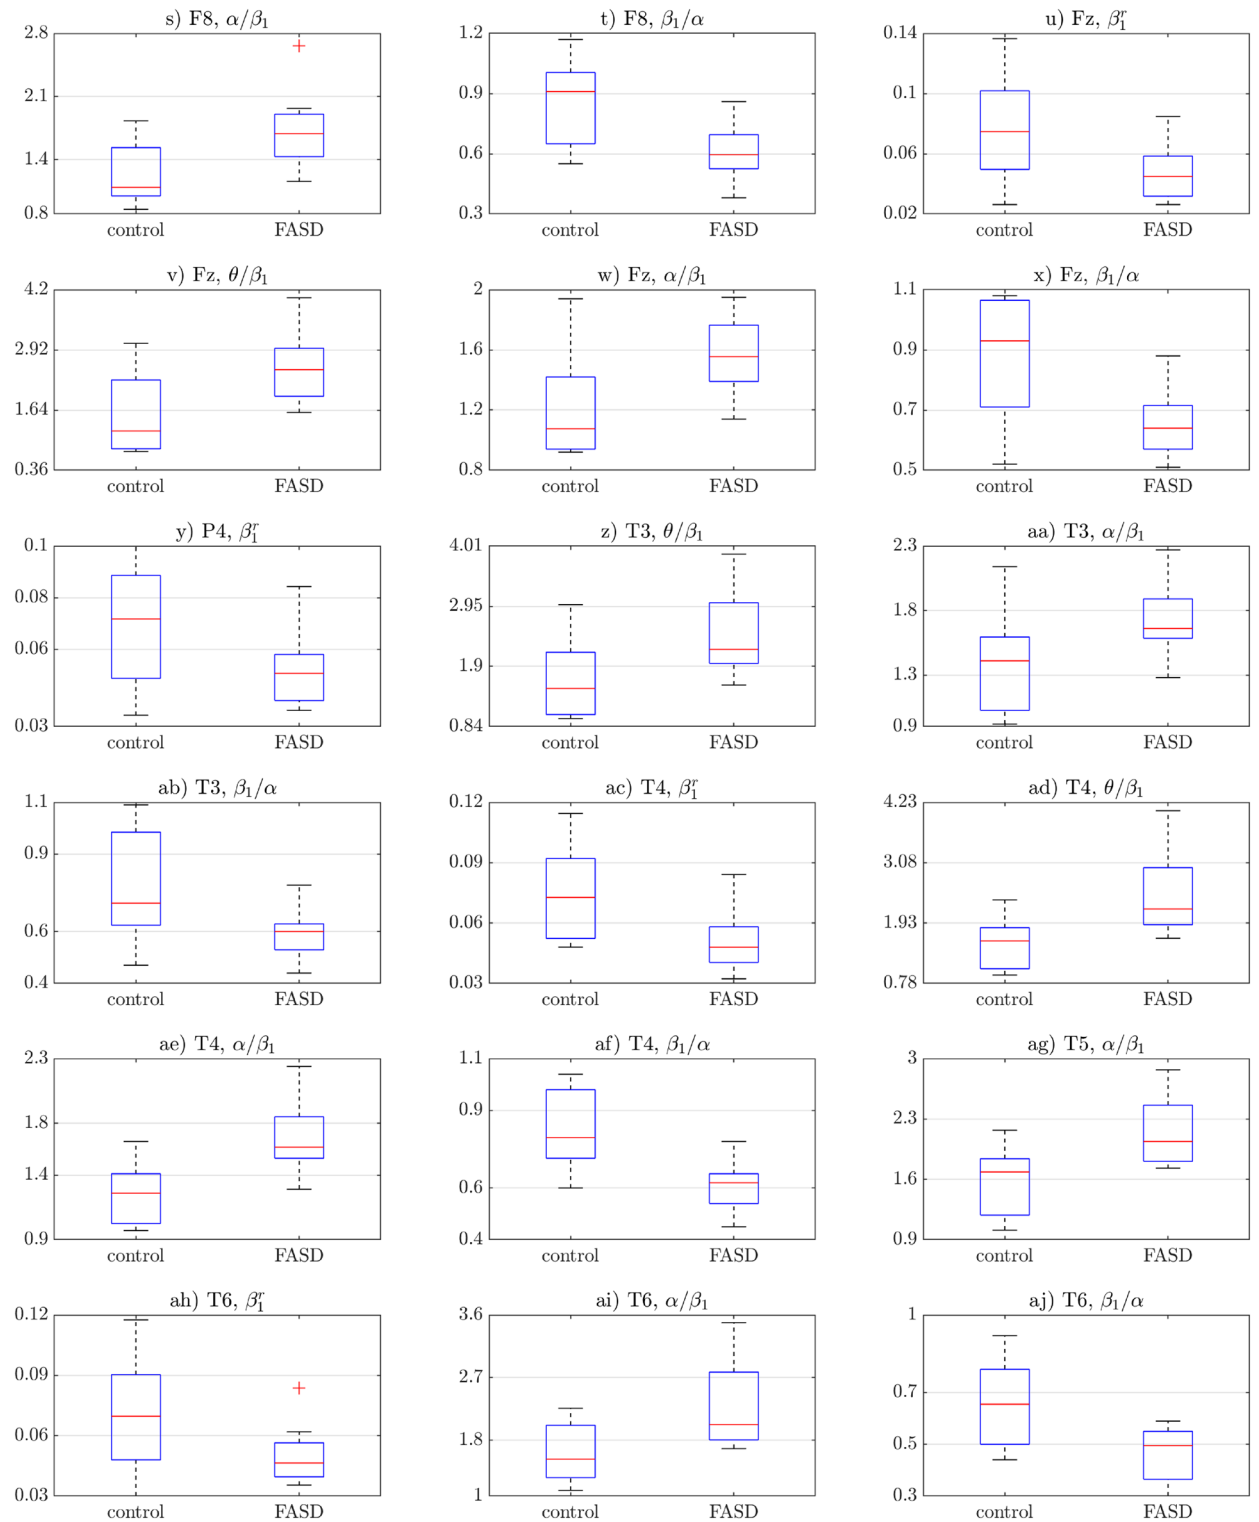 s) F8, α/β₁
2.8
2.1
1.4
0.8
control FASD
t) F8, β₁/α
1.2
0.9
0.6
0.3
control FASD
u) Fz, β₁ʳ
0.14
0.1
0.06
0.02
control FASD
v) Fz, θ/β₁
4.2
2.92
1.64
0.36
control FASD
w) Fz, α/β₁
2
1.6
1.2
0.8
control FASD
x) Fz, β₁/α
1.1
0.9
0.7
0.5
control FASD
y) P4, β₁ʳ
0.1
0.08
0.06
0.03
control FASD
z) T3, θ/β₁
4.01
2.95
1.9
0.84
control FASD
aa) T3, α/β₁
2.3
1.8
1.3
0.9
control FASD
ab) T3, β₁/α
1.1
0.9
0.6
0.4
control FASD
ac) T4, β₁ʳ
0.12
0.09
0.06
0.03
control FASD
ad) T4, θ/β₁
4.23
3.08
1.93
0.78
control FASD
ae) T4, α/β₁
2.3
1.8
1.4
0.9
control FASD
af) T4, β₁/α
1.1
0.9
0.6
0.4
control FASD
ag) T5, α/β₁
3
2.3
1.6
0.9
control FASD
ah) T6, β₁ʳ
0.12
0.09
0.06
0.03
control FASD
ai) T6, α/β₁
3.6
2.7
1.8
1
control FASD
aj) T6, β₁/α
1
0.7
0.5
0.3
control FASD